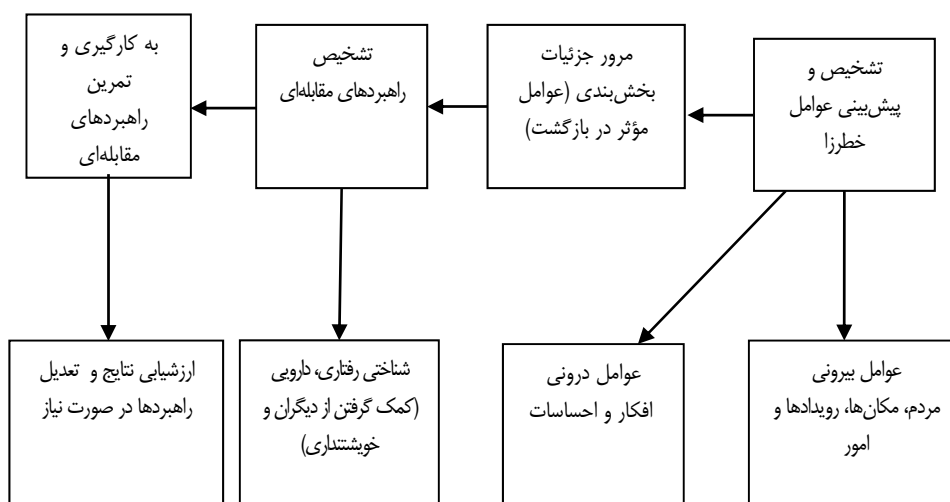 تشخیص و
پیش‌بینی عوامل
خطرزا
مرور جزئیات
بخش‌بندی (عوامل
مؤثر در بازگشت)
تشخیص
راهبردهای مقابله‌ای
به کارگیری و
تمرین
راهبردهای
مقابله‌ای
عوامل بیرونی
مردم، مکان‌ها، رویدادها و
امور
عوامل درونی
افکار و احساسات
شناختی رفتاری، دارویی
(کمک گرفتن از دیگران و
خویشتنداری)
ارزشیابی نتایج و تعدیل
راهبردها در صورت نیاز